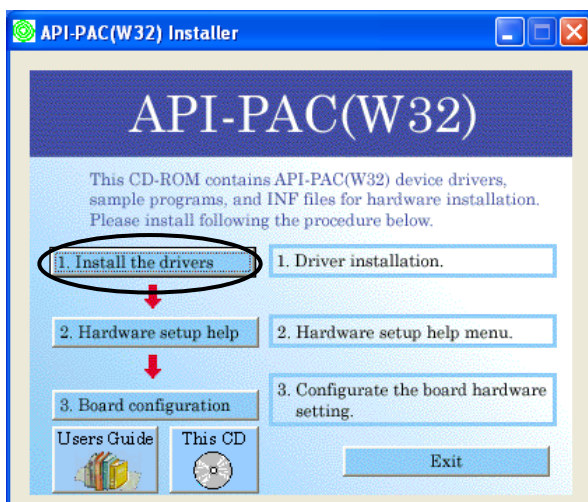 API-PAC(W32) Installer
API-PAC(W32)
This CD-ROM contains API-PAC(W32) device drivers,
sample programs, and INF files for hardware installation.
Please install following the procedure below.
1. Install the drivers
1. Driver installation.
2. Hardware setup help
2. Hardware setup help menu.
3. Board configuration
3. Configurate the board hardware
setting.
Users Guide
This CD
Exit